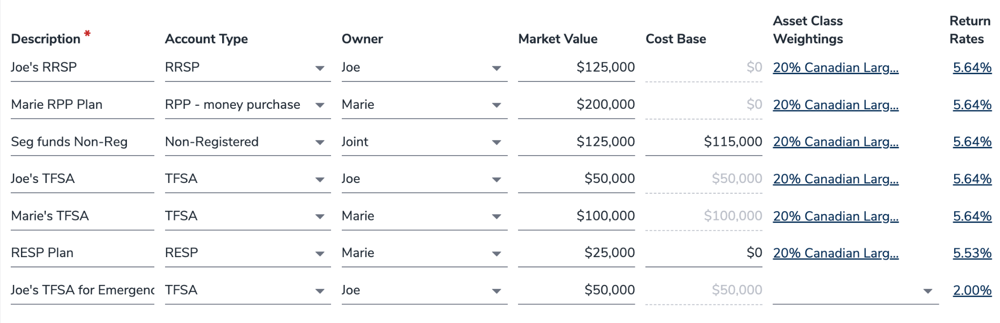 Description * Account Type Owner Market Value Cost Base Asset Class Weightings Return Rates
Joe's RRSP RRSP Joe $125,000 $0 20% Canadian Larg... 5.64%
Marie RPP Plan RPP - money purchase Marie $200,000 $0 20% Canadian Larg... 5.64%
Seg funds Non-Reg Non-Registered Joint $125,000 $115,000 20% Canadian Larg... 5.64%
Joe's TFSA TFSA Joe $50,000 $50,000 20% Canadian Larg... 5.64%
Marie's TFSA TFSA Marie $100,000 $100,000 20% Canadian Larg... 5.64%
RESP Plan RESP Marie $25,000 $0 20% Canadian Larg... 5.53%
Joe's TFSA for Emergenc TFSA Joe $50,000 $50,000 2.00%